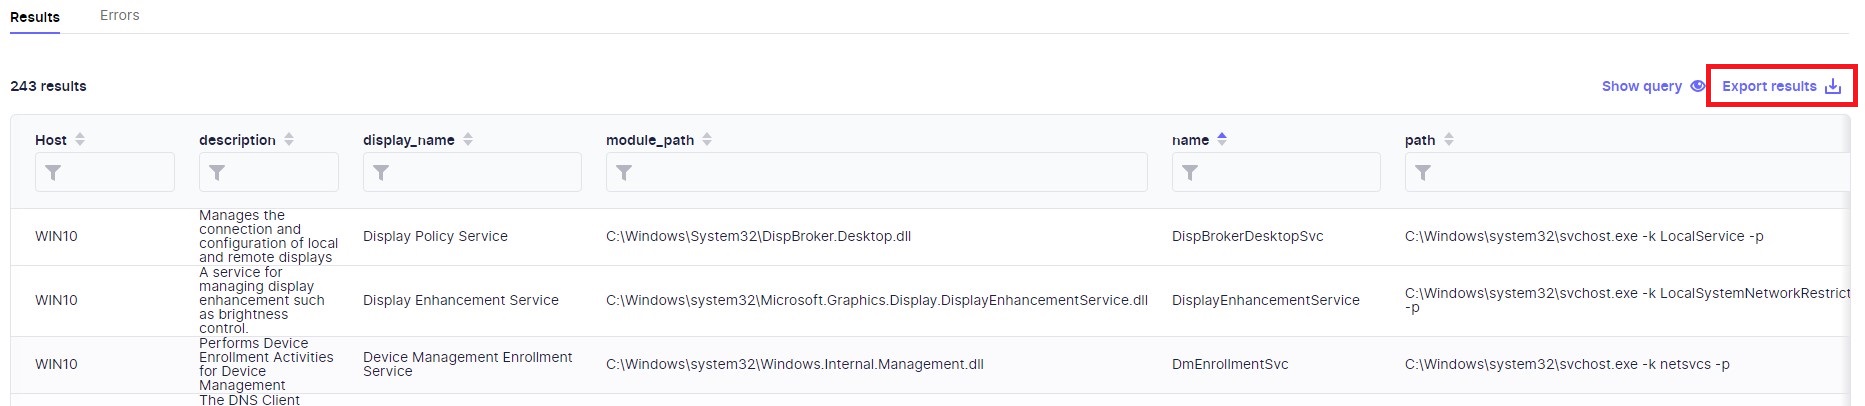 Results Errors
243 results Show query Export results
Host description display_name module_path name path
WIN10
Manages the
connection and
configuration of local
and remote displays
Display Policy Service
C:\Windows\System32\DispBroker.Desktop.dll
DispBrokerDesktopSvc
C:\Windows\system32\svchost.exe -k LocalService -p
WIN10
A service for
managing display
enhancement such
as brightness
control.
Display Enhancement Service
C:\Windows\system32\Microsoft.Graphics.Display.DisplayEnhancementService.dll
DisplayEnhancementService
C:\Windows\system32\svchost.exe -k LocalSystemNetworkRestrict
-p
WIN10
Performs Device
Enrollment Activities
for Device
Management
Device Management Enrollment
Service
C:\Windows\system32\Windows.Internal.Management.dll
DmEnrollmentSvc
C:\Windows\system32\svchost.exe -k netsvcs -p
The DNS Client